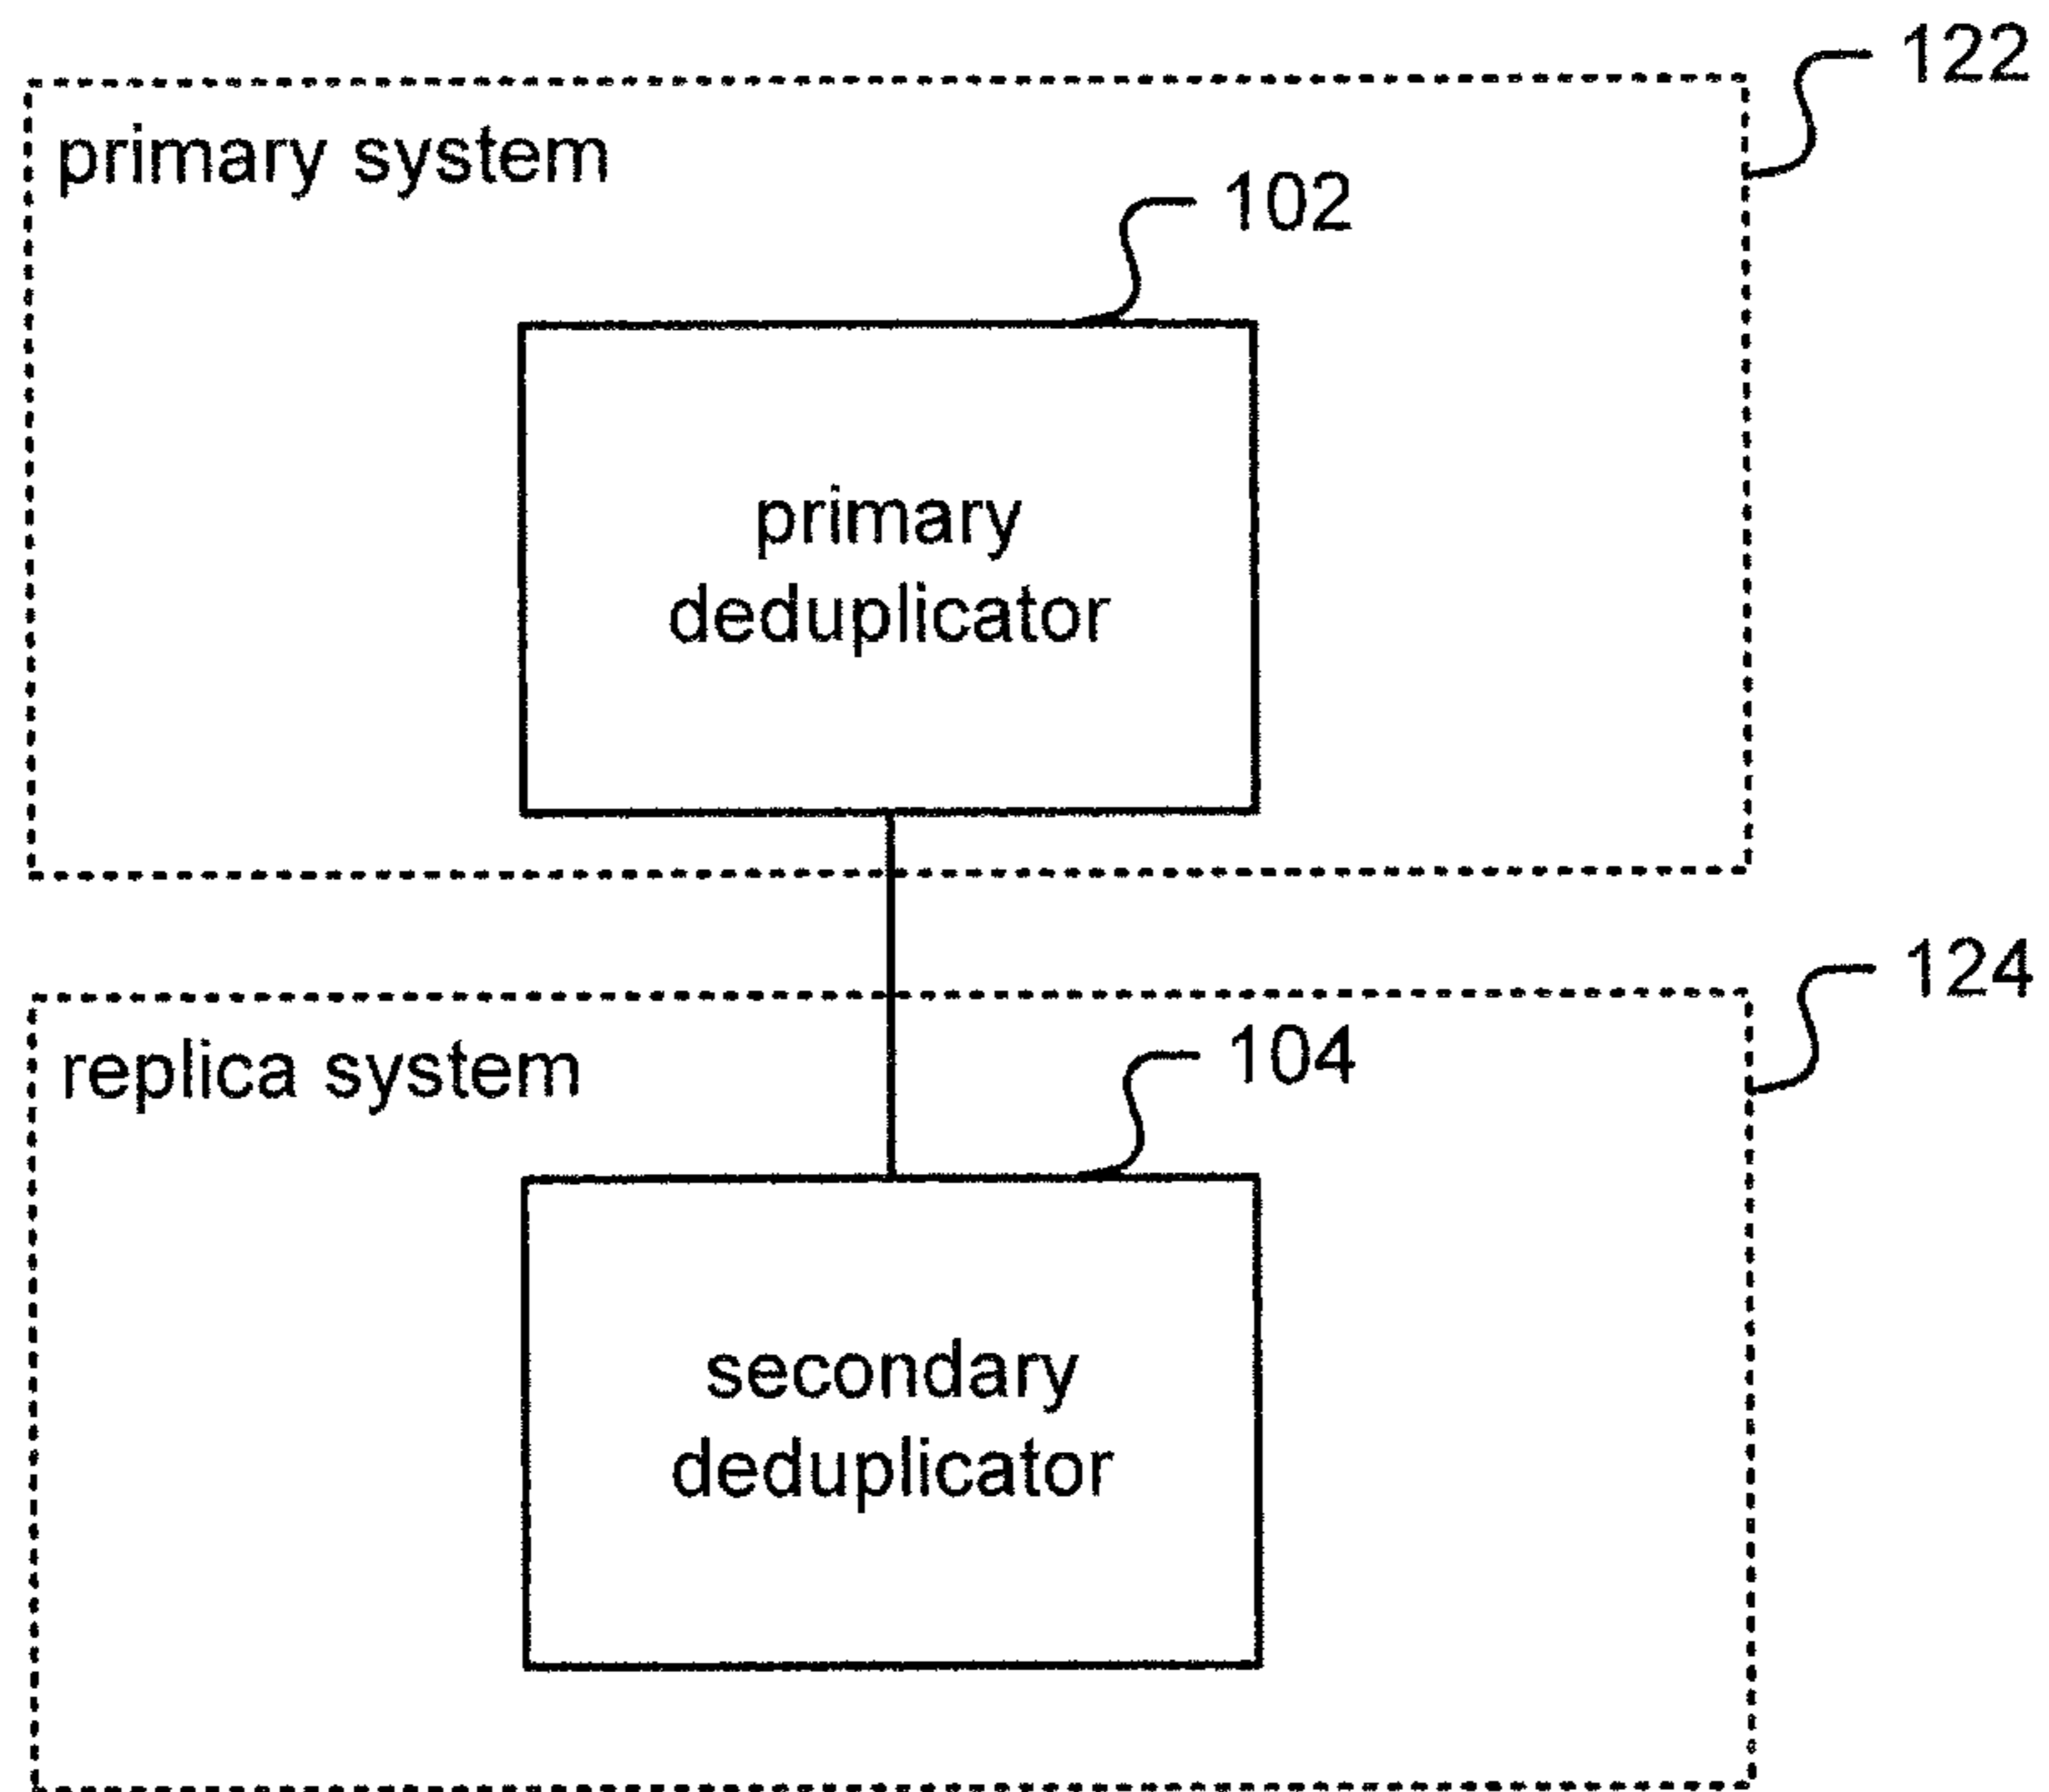 122
primary system
102
primary
deduplicator
124
replica system
104
secondary
deduplicator